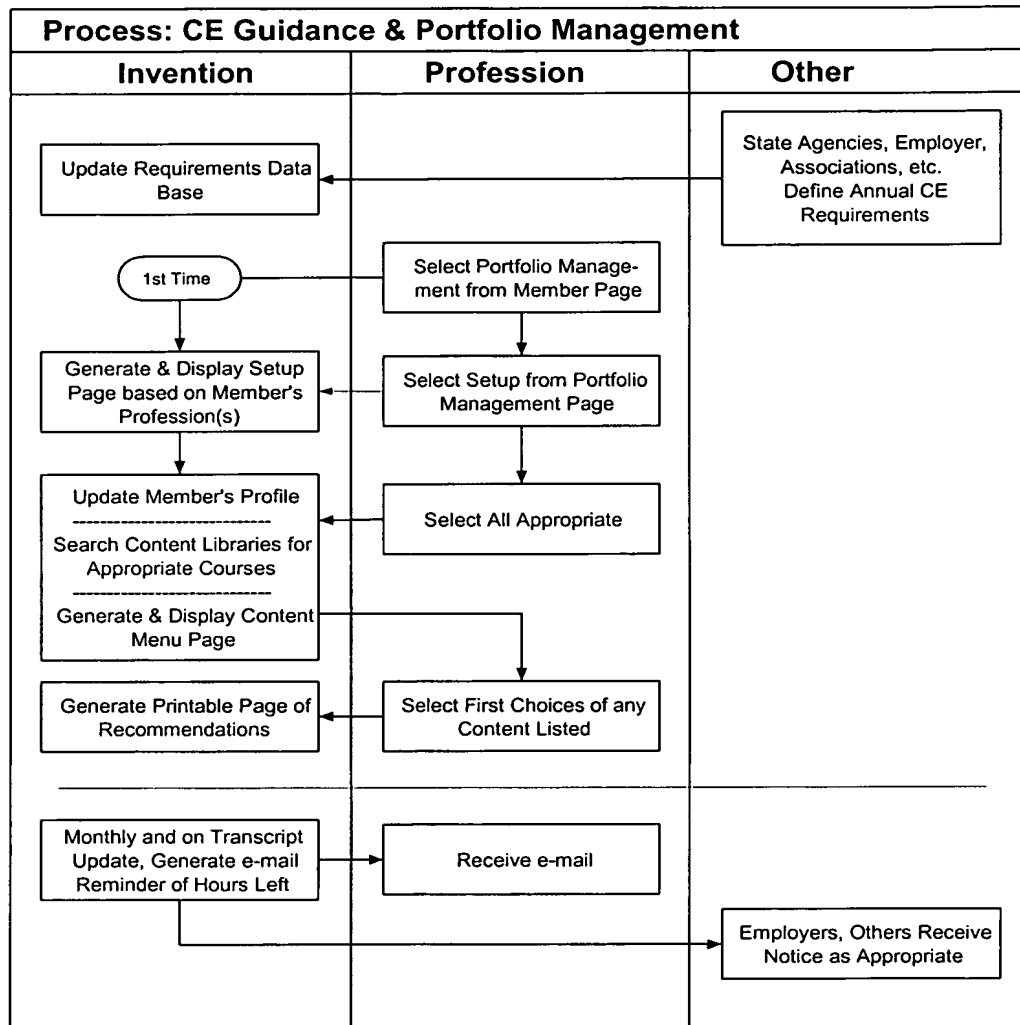 Process: CE Guidance & Portfolio Management
Invention
Profession
Other
State Agencies, Employer,
Associations, etc.
Define Annual CE
Requirements
Update Requirements Data
Base
1st Time
Select Portfolio Manage-
ment from Member Page
Generate & Display Setup
Page based on Member's
Profession(s)
Select Setup from Portfolio
Management Page
Update Member's Profile
Search Content Libraries for
Appropriate Courses
Generate & Display Content
Menu Page
Select All Appropriate
Generate Printable Page of
Recommendations
Select First Choices of any
Content Listed
Monthly and on Transcript
Update, Generate e-mail
Reminder of Hours Left
Receive e-mail
Employers, Others Receive
Notice as Appropriate